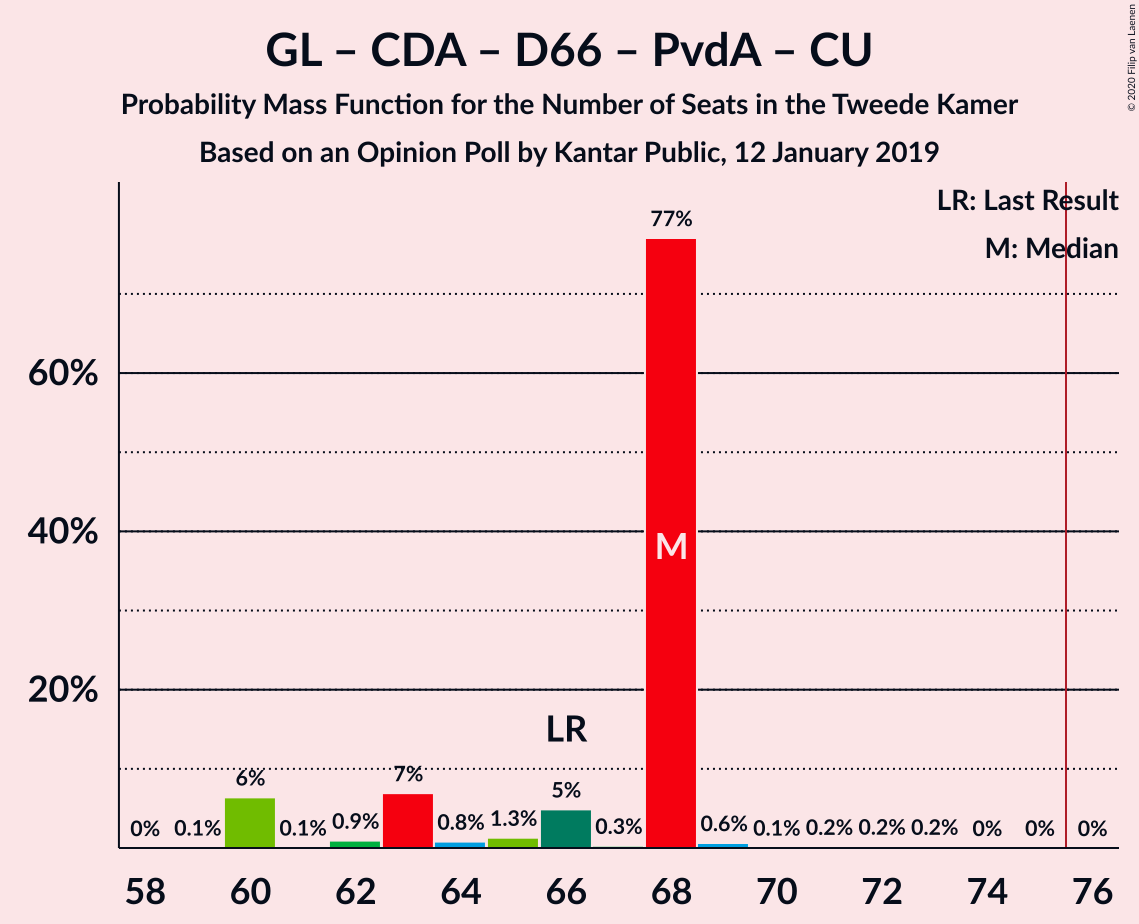 GL – CDA – D66 – PvdA – CU
Probability Mass Function for the Number of Seats in the Tweede Kamer
Based on an Opinion Poll by Kantar Public, 12 January 2019
© 2020 Filip van Laenen
LR: Last Result
M: Median
77%
60%
40%
M
20%
LR
0% 0.1% 6% 0.1% 0.9% 7% 0.8% 1.3% 5% 0.3% 0.6% 0.1% 0.2% 0.2% 0.2% 0% 0% 0%
58 60 62 64 66 68 70 72 74 76